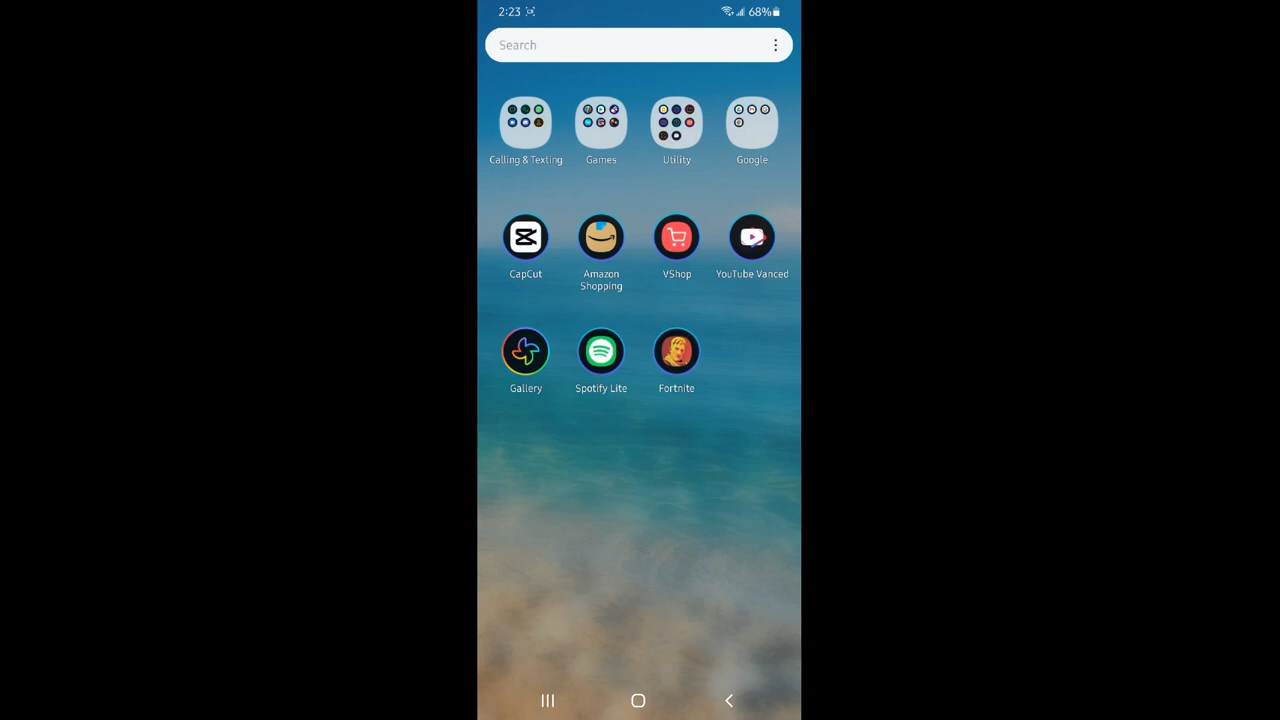 2:23
68%
Search
Calling & Texting
Games
Utility
Google
CapCut
Amazon
Shopping
VShop
YouTube Vanced
Gallery
Spotify Lite
Fortnite